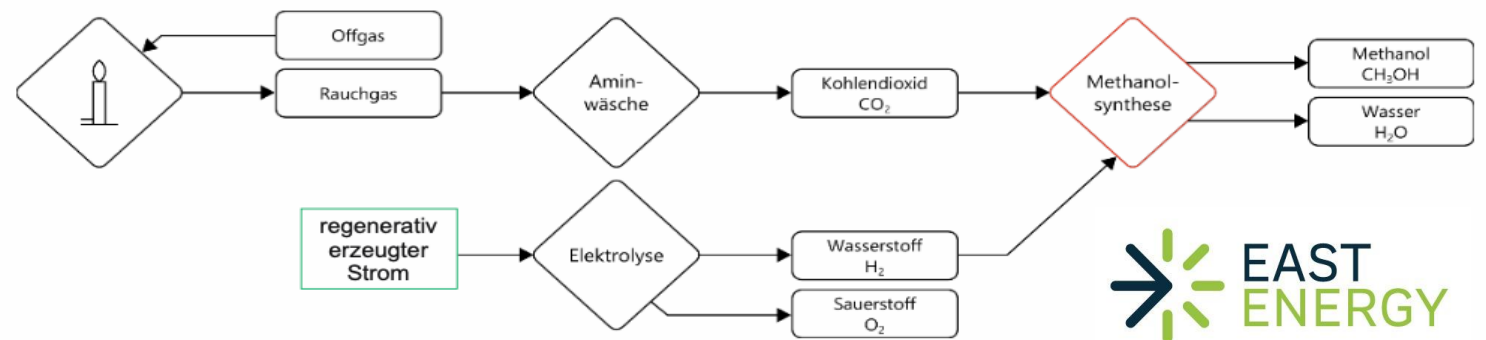 Offgas
Rauchgas
Amin-
wäsche
Kohlendioxid
CO₂
Methanol-
synthese
Methanol
CH₃OH
Wasser
H₂O
regenerativ
erzeugter
Strom
Elektrolyse
Wasserstoff
H₂
Sauerstoff
O₂
EAST
ENERGY